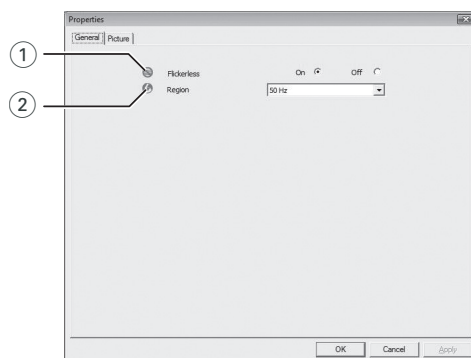 Properties
General Picture
1
Flickerless On Off
2
Region 50 Hz
OK Cancel Apply